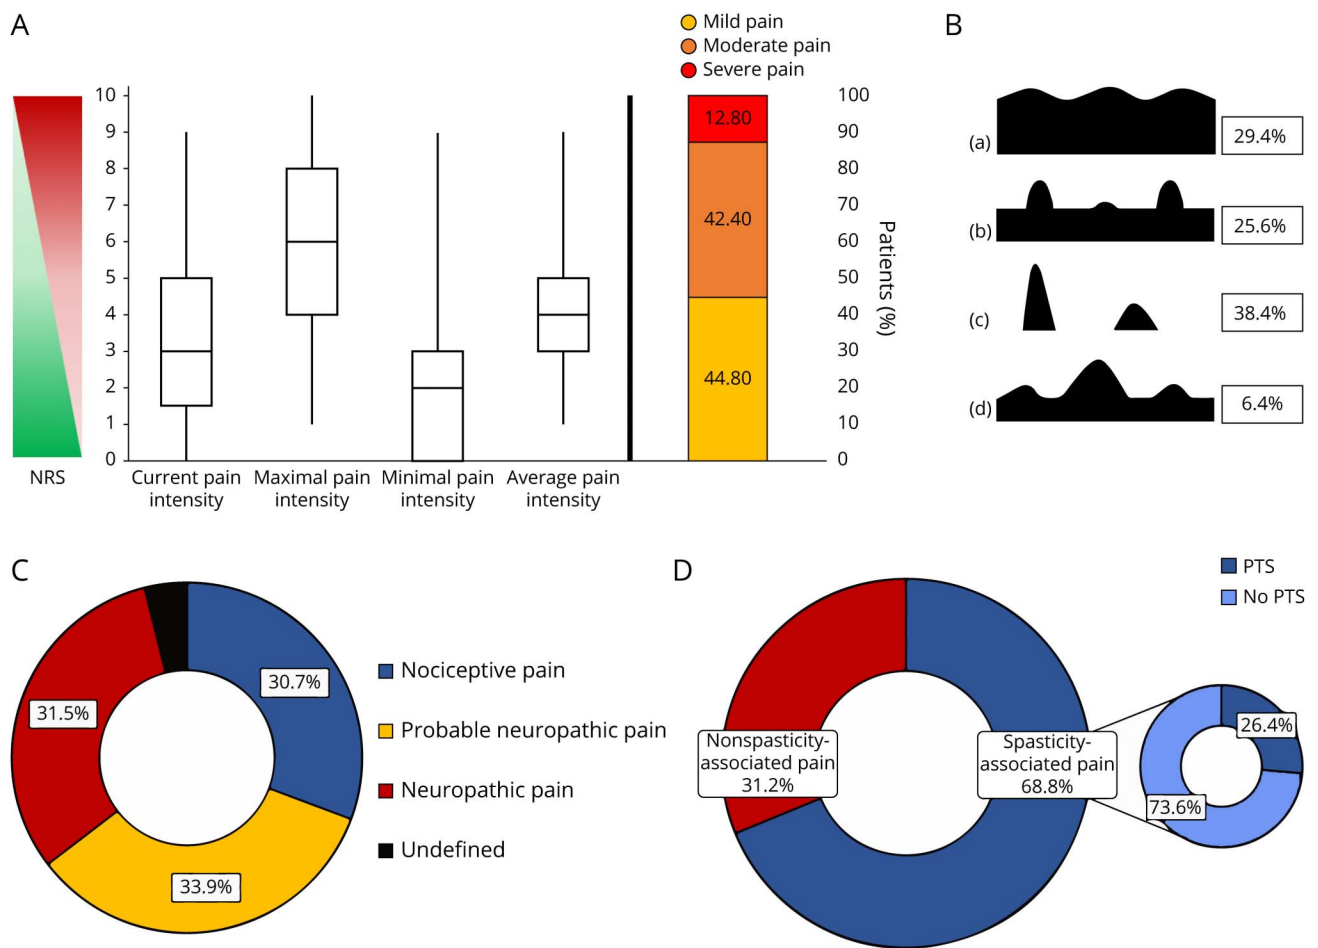 A
Mild pain
Moderate pain
Severe pain
10
9
8
7
6
5
4
3
2
1
0
NRS
Current pain
intensity
Maximal pain
intensity
Minimal pain
intensity
Average pain
intensity
12.80
42.40
44.80
100
90
80
70
60
50
40
30
20
10
0
Patients (%)
B
(a)
29.4%
(b)
25.6%
(c)
38.4%
(d)
6.4%
C
30.7%
31.5%
33.9%
Nociceptive pain
Probable neuropathic pain
Neuropathic pain
Undefined
D
PTS
No PTS
Nonspasticity-
associated pain
31.2%
Spasticity-
associated pain
68.8%
26.4%
73.6%